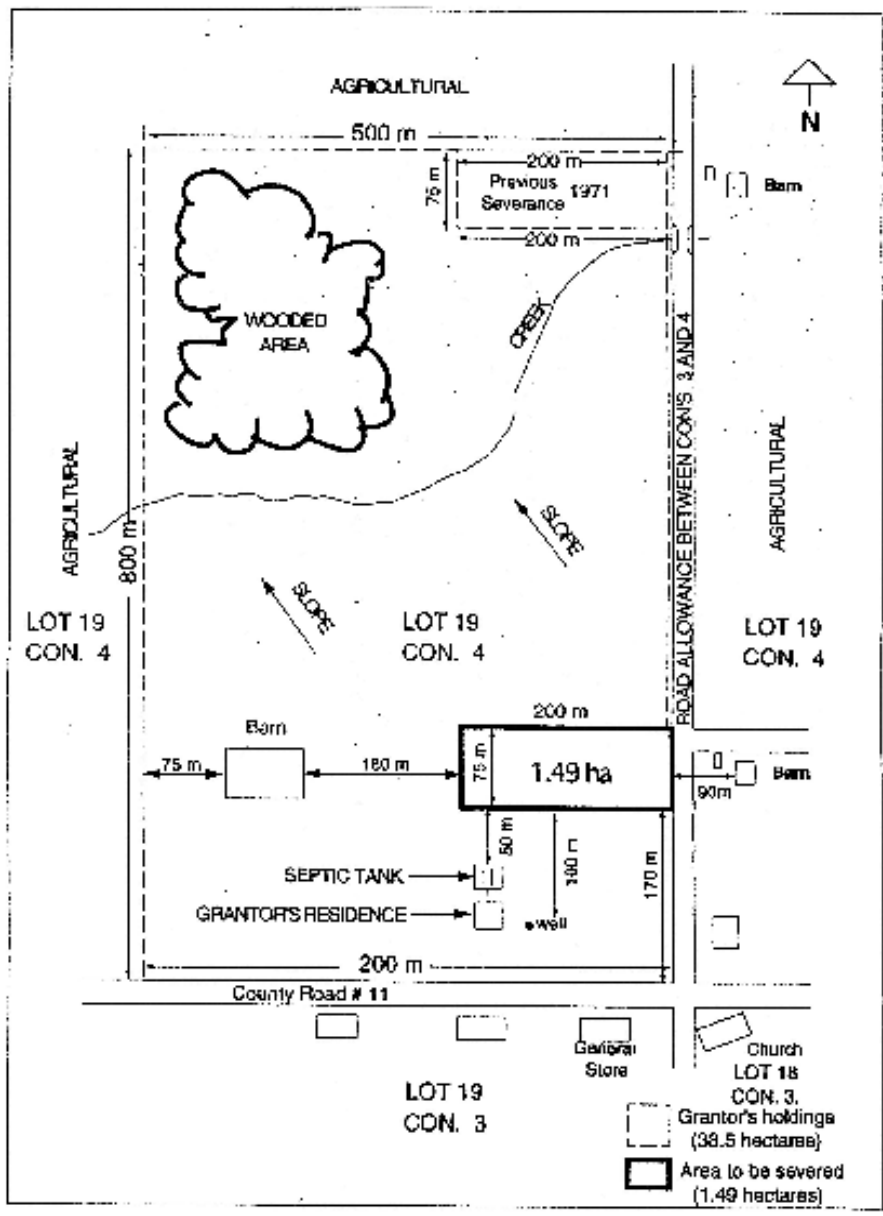 AGRICULTURAL
N
500 m
200 m
75 m
Previous 1971
Severance
200 m
Barn
WOODED
AREA
CREEK
ROAD ALLOWANCE BETWEEN CON'S 3 AND 4
AGRICULTURAL
AGRICULTURAL
800 m
SLOPE
SLOPE
LOT 19
CON. 4
LOT 19
CON. 4
LOT 19
CON. 4
200 m
Barn
75 m
180 m
75 m
1.49 ha
90m
Barn
50 m
170 m
SEPTIC TANK
GRANTOR'S RESIDENCE
well
200 m
County Road # 11
General
Store
Church
LOT 18
CON. 3.
LOT 19
CON. 3
Grantor's holdings
(38.5 hectares)
Area to be severed
(1.49 hectares)